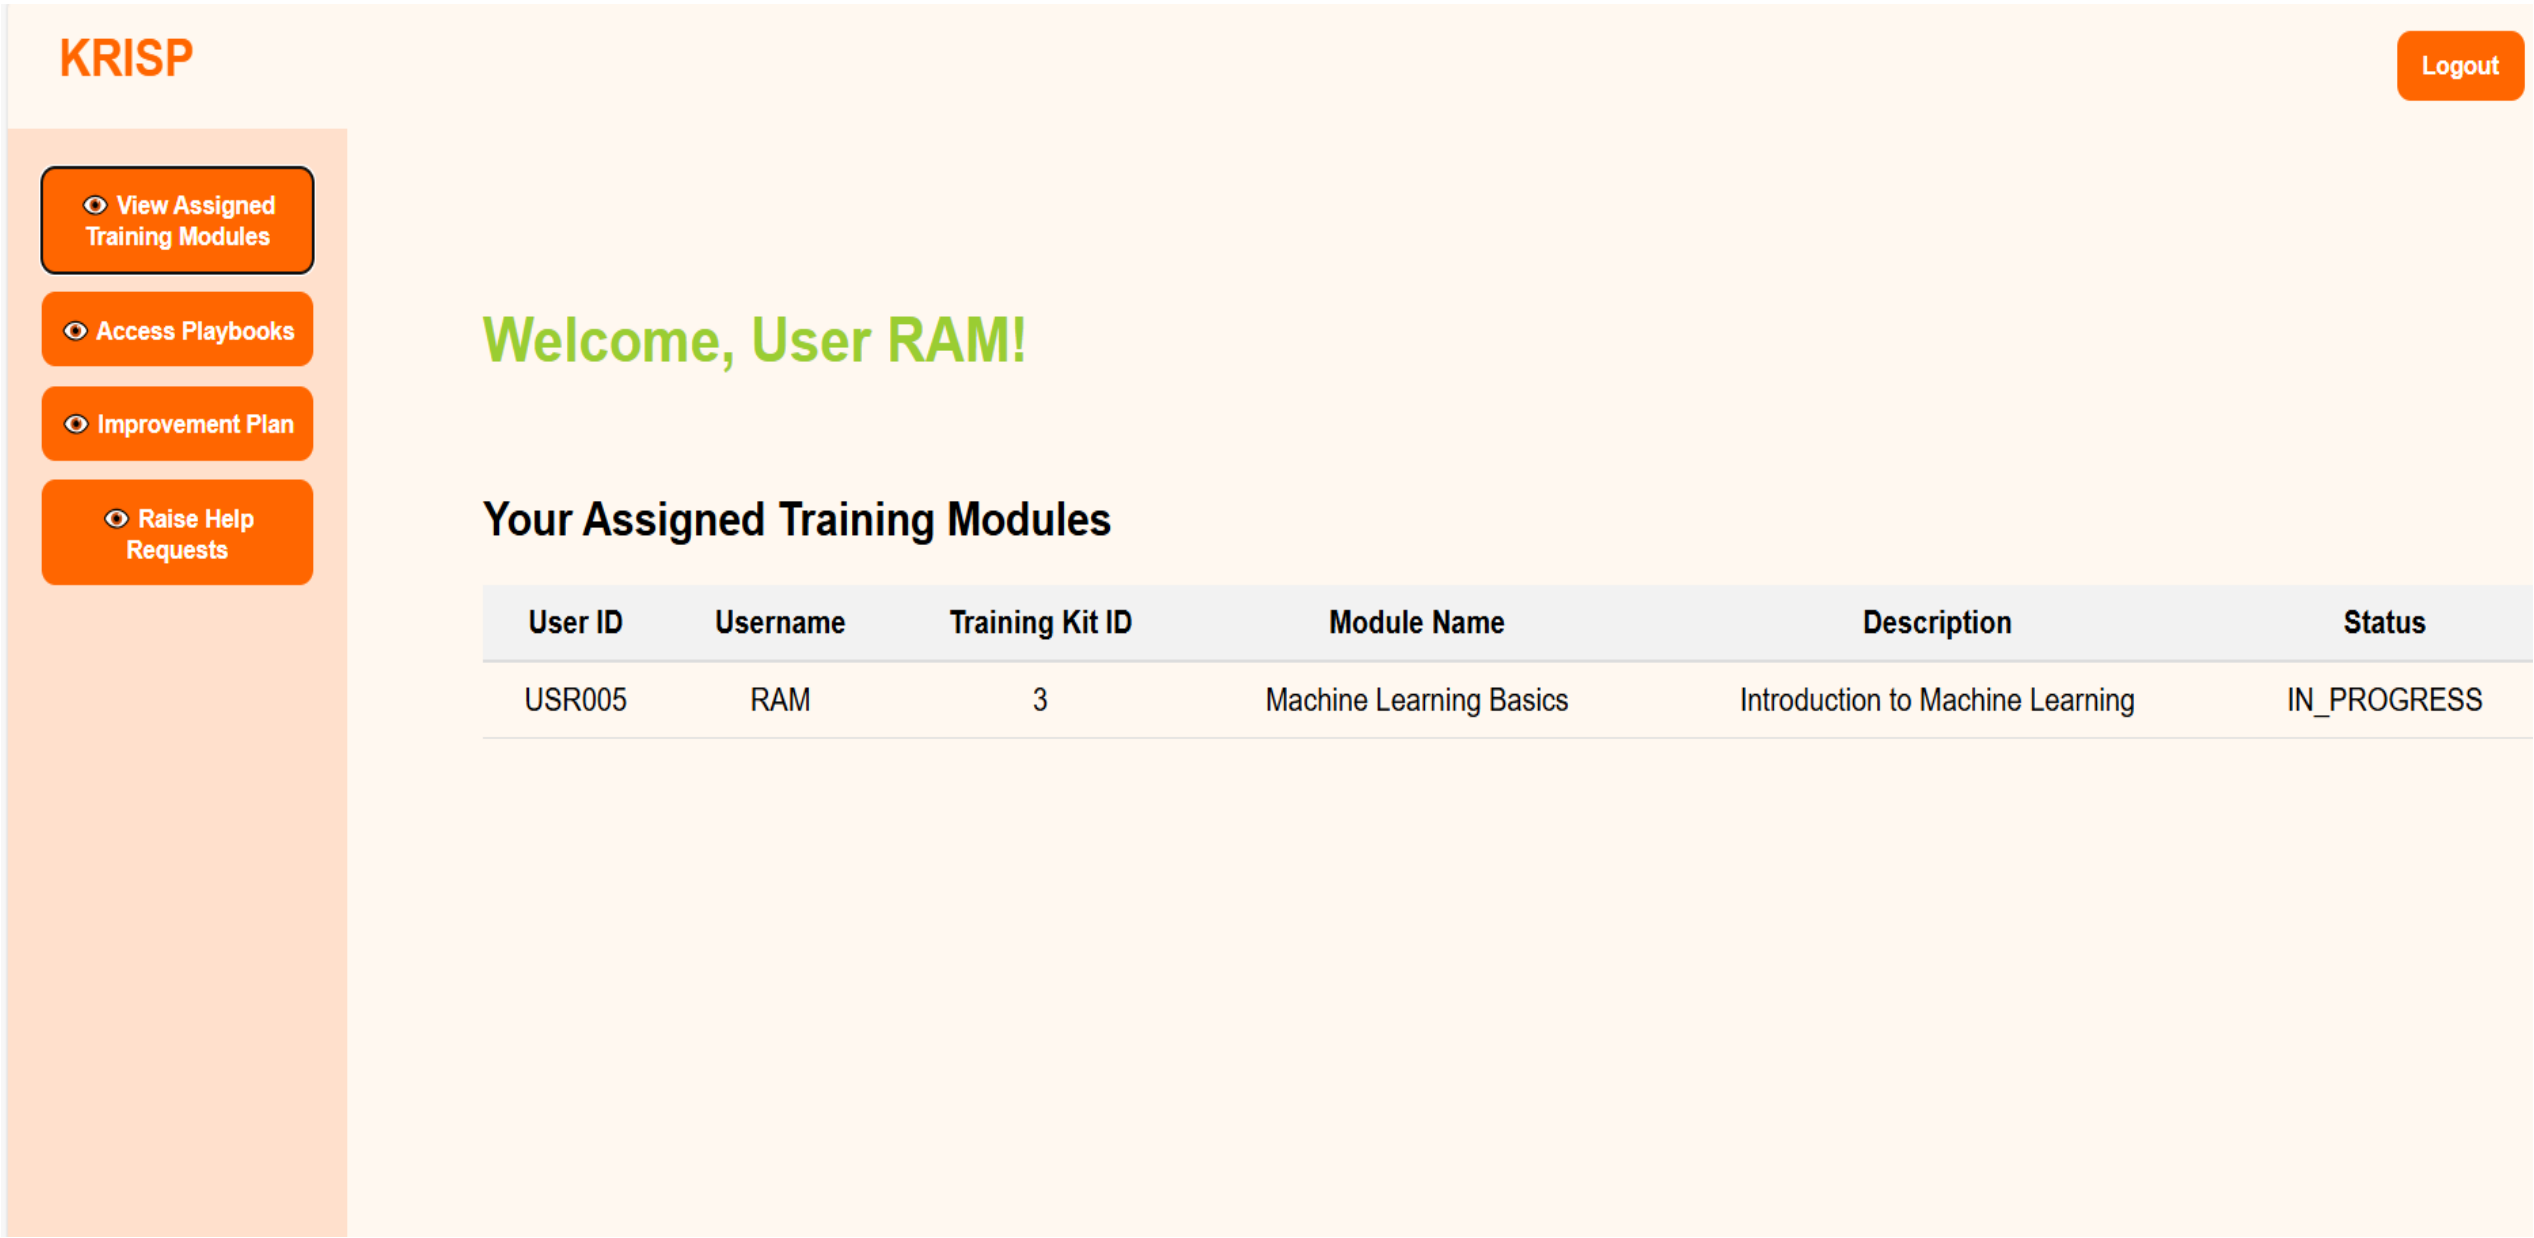 KRISP
Logout
View Assigned
Training Modules
Access Playbooks
Improvement Plan
Raise Help
Requests
Welcome, User RAM!
Your Assigned Training Modules
User ID Username Training Kit ID Module Name Description Status
USR005 RAM 3 Machine Learning Basics Introduction to Machine Learning IN_PROGRESS